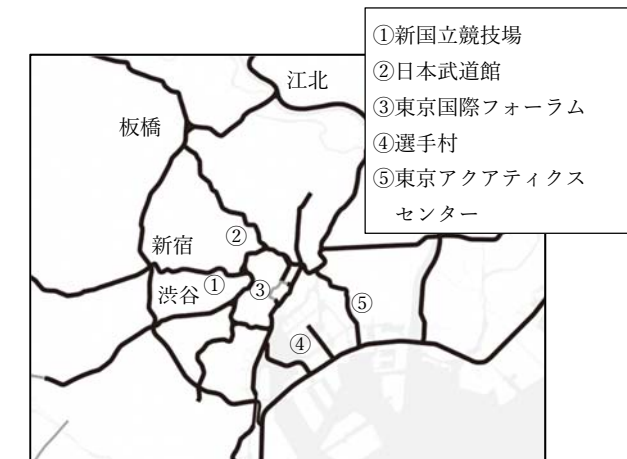 ①新国立競技場
②日本武道館
③東京国際フォーラム
④選手村
⑤東京アクアティクス
センター
江北
板橋
新宿
②
渋谷
①
③
⑤
④